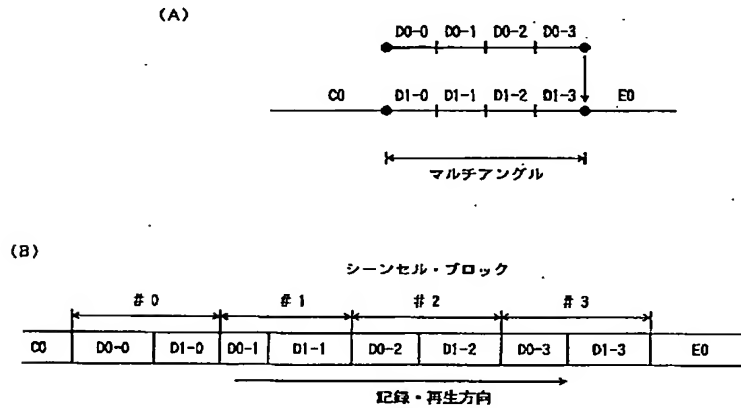 (A)
D0-0 D0-1 D0-2 D0-3
C0 D1-0 D1-1 D1-2 D1-3 E0
マルチアングル
(B)
シーンセル・ブロック
#0 #1 #2 #3
C0 D0-0 D1-0 D0-1 D1-1 D0-2 D1-2 D0-3 D1-3 E0
記録・再生方向